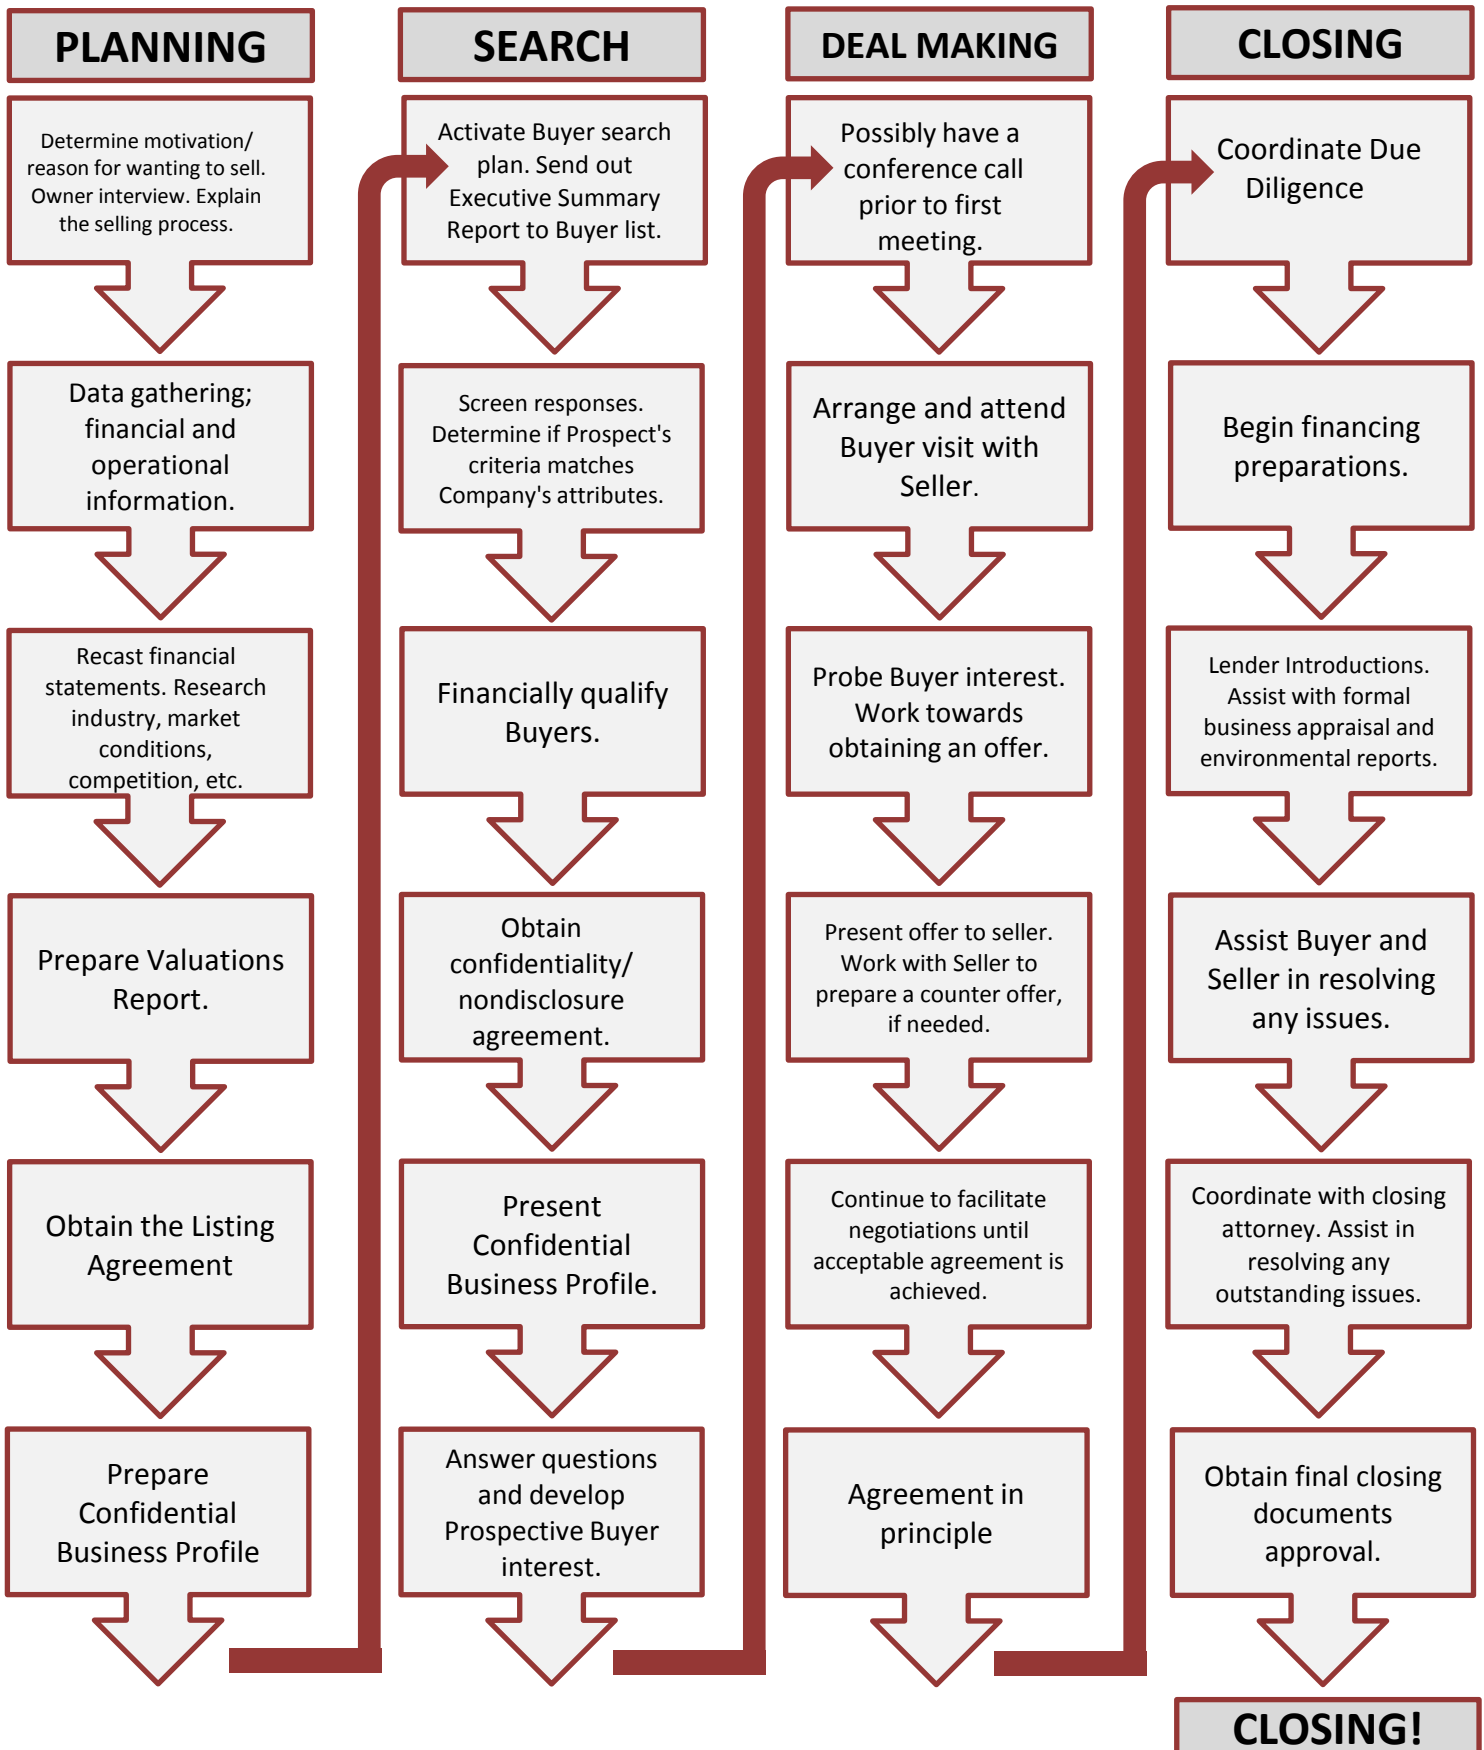 PLANNING
Determine motivation/
reason for wanting to sell.
Owner interview. Explain
the selling process.
Data gathering;
financial and
operational
information.
Recast financial
statements. Research
industry, market
conditions,
competition, etc.
Prepare Valuations
Report.
Obtain the Listing
Agreement
Prepare
Confidential
Business Profile
SEARCH
Activate Buyer search
plan. Send out
Executive Summary
Report to Buyer list.
Screen responses.
Determine if Prospect's
criteria matches
Company's attributes.
Financially qualify
Buyers.
Obtain
confidentiality/
nondisclosure
agreement.
Present
Confidential
Business Profile.
Answer questions
and develop
Prospective Buyer
interest.
DEAL MAKING
Possibly have a
conference call
prior to first
meeting.
Arrange and attend
Buyer visit with
Seller.
Probe Buyer interest.
Work towards
obtaining an offer.
Present offer to seller.
Work with Seller to
prepare a counter offer,
if needed.
Continue to facilitate
negotiations until
acceptable agreement is
achieved.
Agreement in
principle
CLOSING
Coordinate Due
Diligence
Begin financing
preparations.
Lender Introductions.
Assist with formal
business appraisal and
environmental reports.
Assist Buyer and
Seller in resolving
any issues.
Coordinate with closing
attorney. Assist in
resolving any
outstanding issues.
Obtain final closing
documents
approval.
CLOSING!